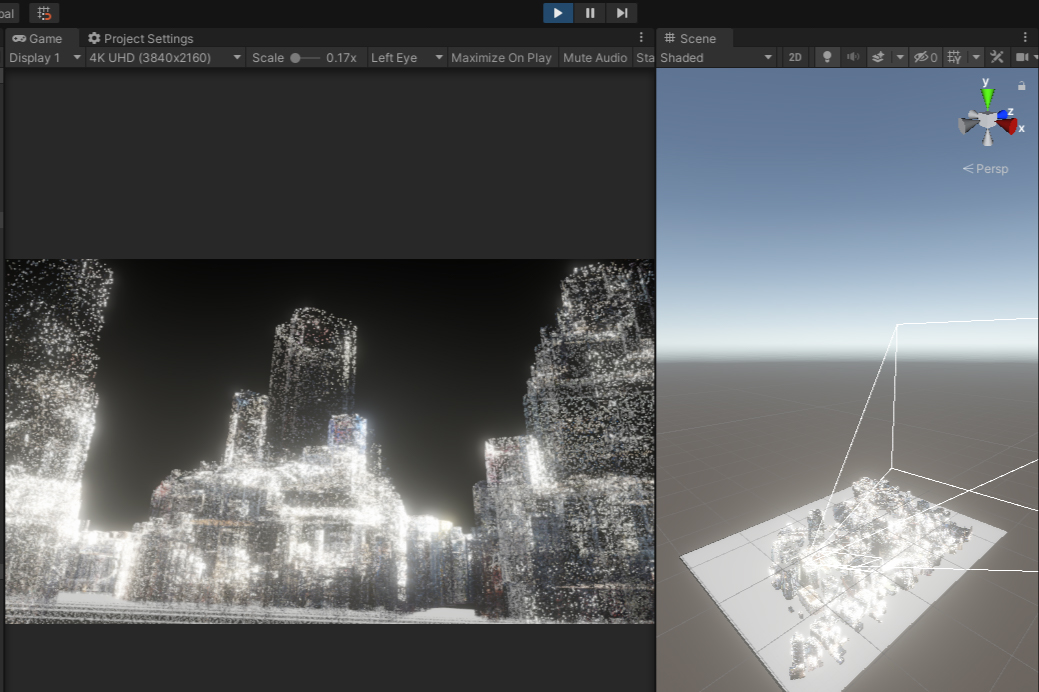 bal
Game
Project Settings
Scene
Display 1
4K UHD (3840x2160)
Scale
0.17x
Left Eye
Maximize On Play
Mute Audio
Sta
Shaded
2D
0
y
z
x
Persp